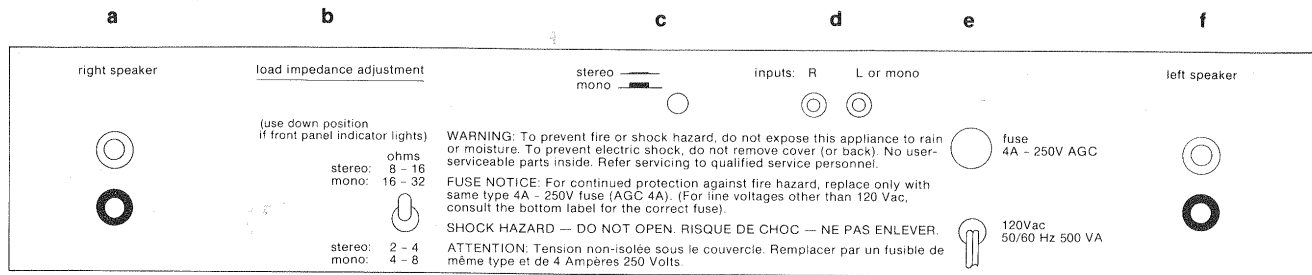 a b c d e f
right speaker
load impedance adjustment
(use down position
if front panel indicator lights)
ohms
stereo: 8 – 16
mono: 16 – 32
stereo: 2 – 4
mono: 4 – 8
stereo
mono
inputs: R L or mono
WARNING: To prevent fire or shock hazard, do not expose this appliance to rain
or moisture. To prevent electric shock, do not remove cover (or back). No user-
serviceable parts inside. Refer servicing to qualified service personnel.
FUSE NOTICE: For continued protection against fire hazard, replace only with
same type 4A – 250V fuse (AGC 4A). (For line voltages other than 120 Vac,
consult the bottom label for the correct fuse).
SHOCK HAZARD — DO NOT OPEN. RISQUE DE CHOC — NE PAS ENLEVER.
ATTENTION: Tension non-isolée sous le couvercle. Remplacer par un fusible de
même type et de 4 Ampères 250 Volts.
fuse
4A – 250V AGC
120Vac
50/60 Hz 500 VA
left speaker